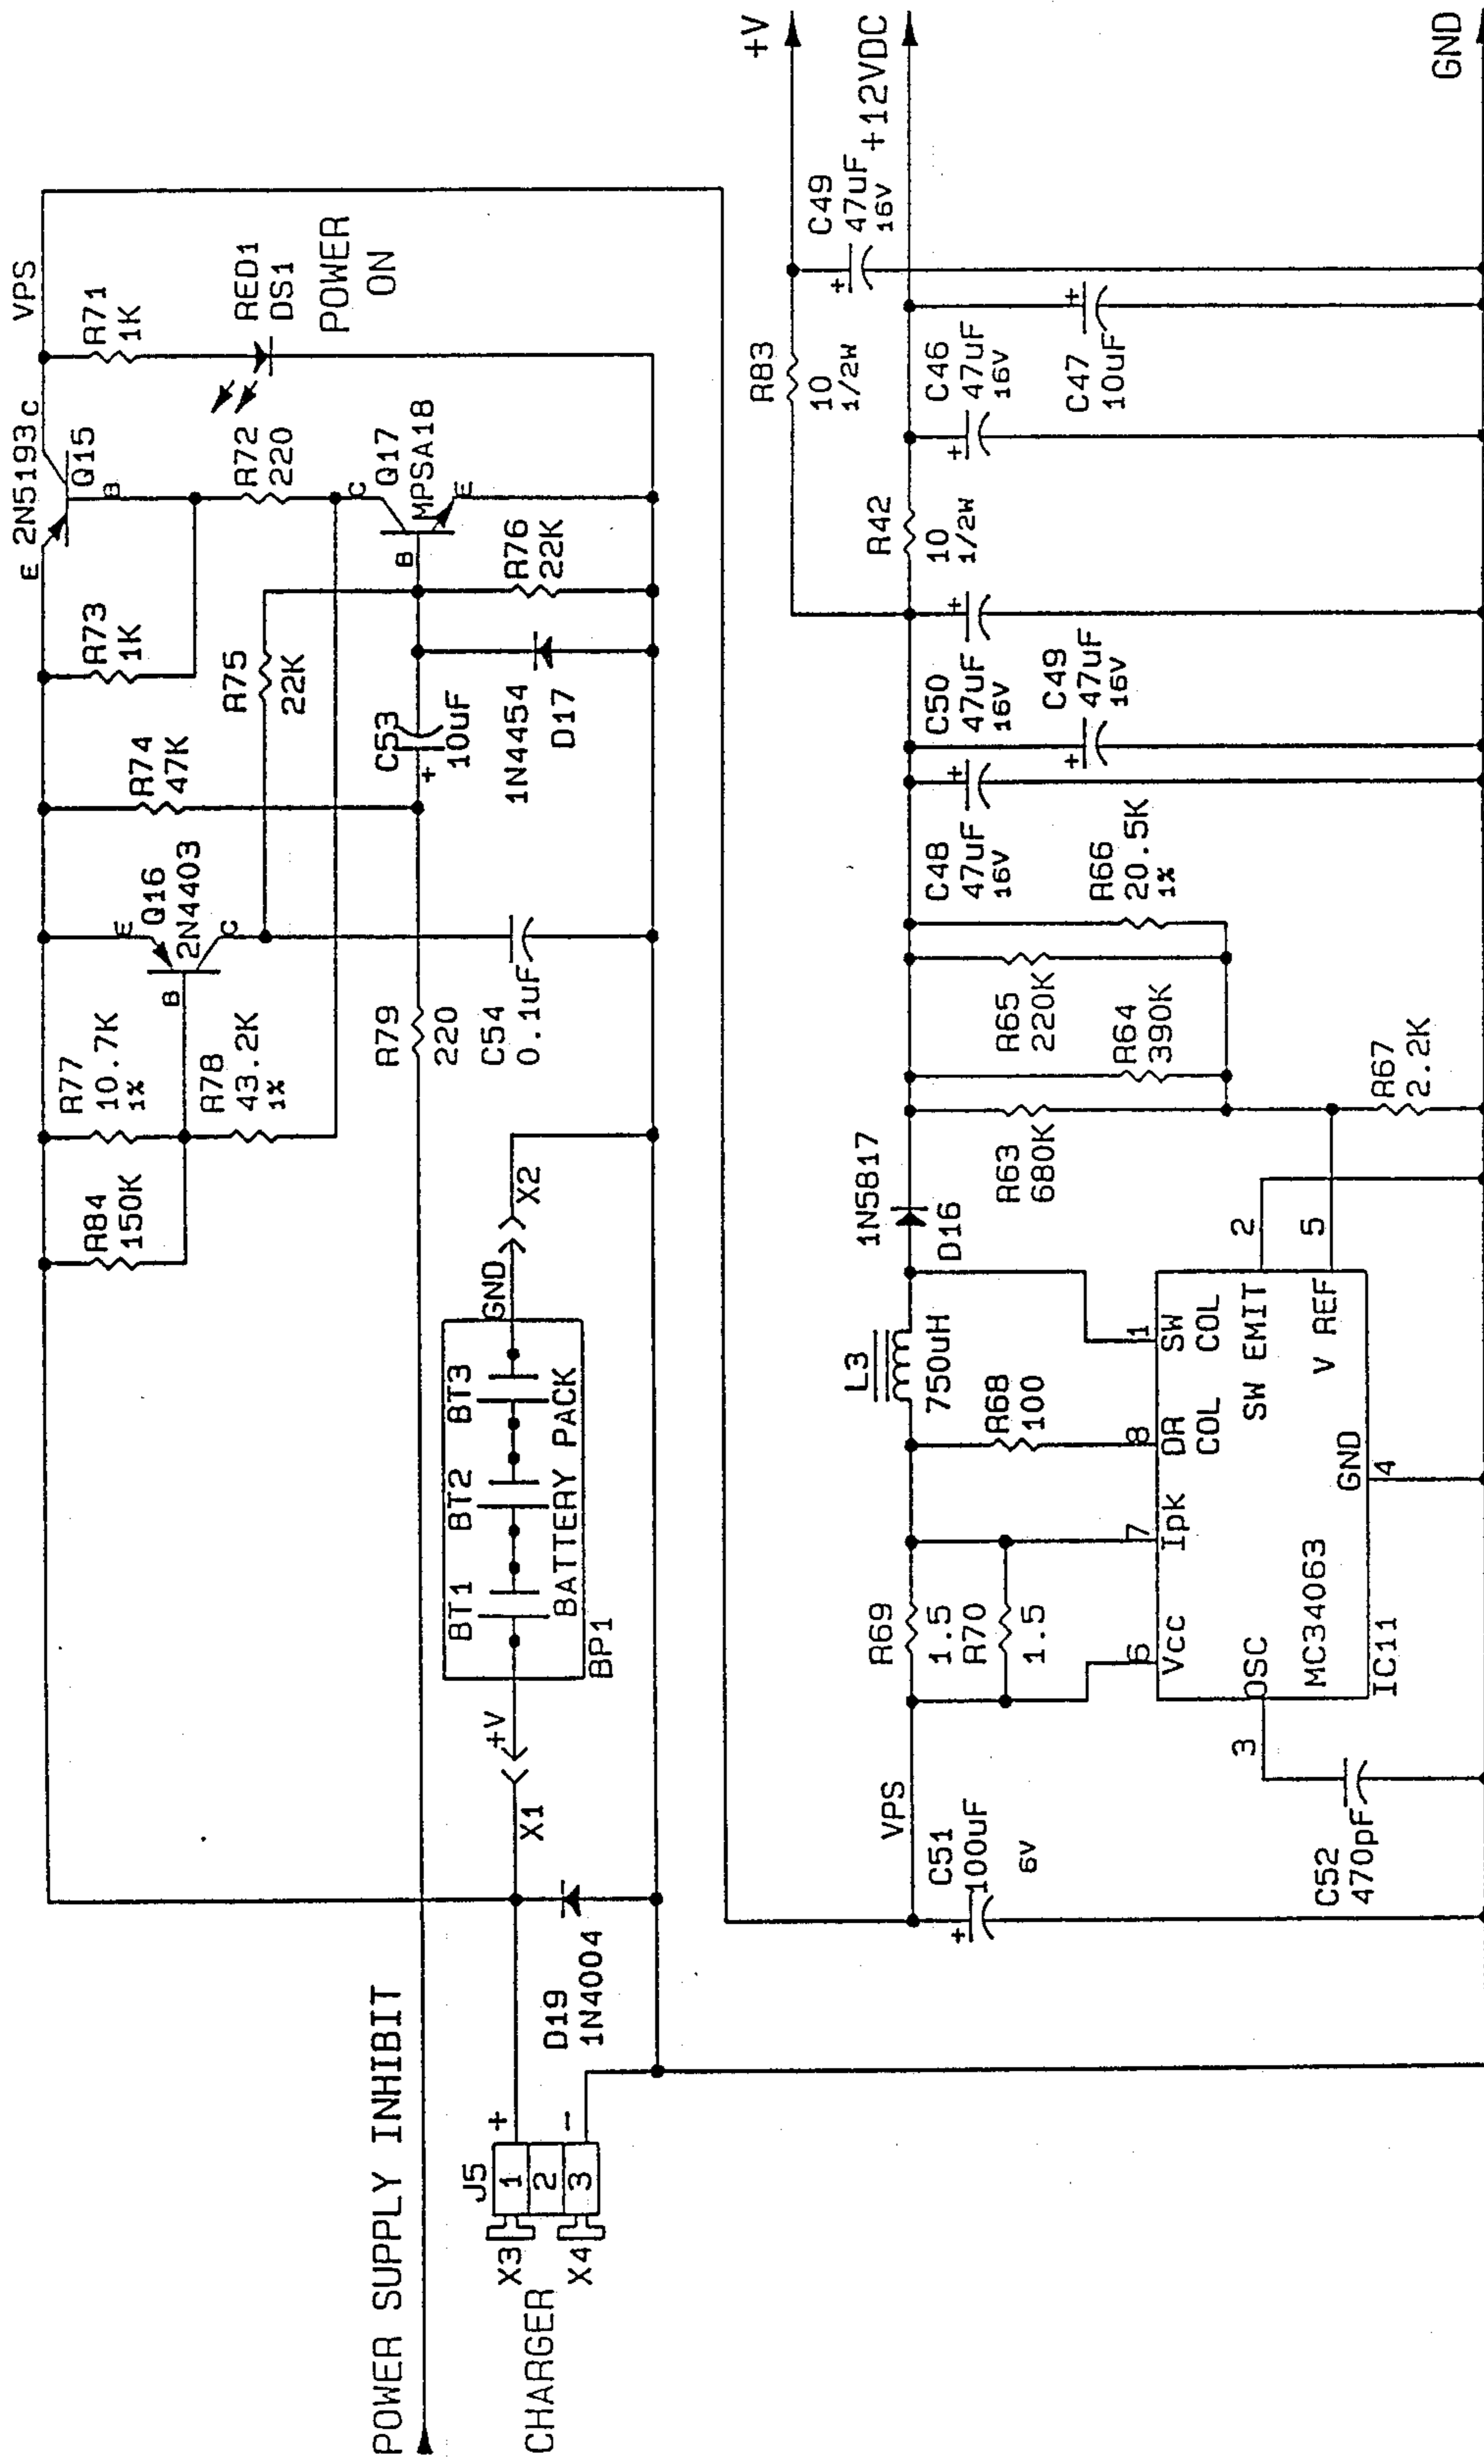 POWER SUPPLY INHIBIT
CHARGER
X3
X4
J5
1
2
3
+
-
D19
1N4004
X1
+V
BT1
BT2
BT3
BATTERY PACK
BP1
GND
X2
R84
150K
R77
10.7K
1%
R78
43.2K
1%
B
E
C
Q16
2N4403
R79
220
C54
0.1uF
R74
47K
R75
22K
R73
1K
C53
10uF
+
1N4454
D17
R76
22K
E
2N5193
C
B
Q15
R72
220
C
Q17
MPSA18
B
E
VPS
R71
1K
RED1
DS1
POWER
ON
VPS
C51
100uF
6V
+
C52
470pF
R69
1.5
R70
1.5
R68
100
L3
750uH
1N5817
D16
6
Vcc
7
Ipk
8
DR
COL
1
SW
COL
SW EMIT
2
V REF
5
OSC
3
GND
4
MC34063
IC11
R63
680K
R64
390K
R65
220K
R66
20.5K
1%
R67
2.2K
C48
47uF
16V
+
C49
47uF
16V
+
C50
47uF
16V
+
R42
10
1/2W
R83
10
1/2W
C46
47uF
16V
+
C47
10uF
+
C49
47uF
16V
+
+V
+12VDC
GND